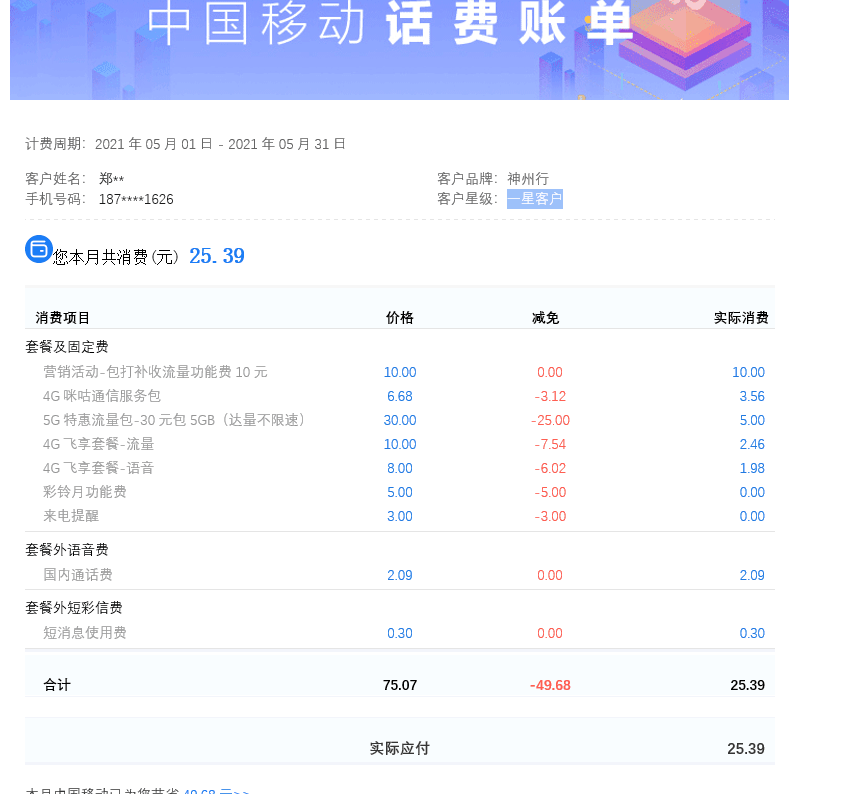 中国移动话费账单
计费周期：2021 年 05 月 01 日 - 2021 年 05 月 31 日
客户姓名： 郑** 客户品牌： 神州行
手机号码： 187****1626 客户星级： 一星客户
您本月共消费(元) 25.39
消费项目 价格 减免 实际消费
套餐及固定费
营销活动-包打补收流量功能费 10 元 10.00 0.00 10.00
4G 咪咕通信服务包 6.68 -3.12 3.56
5G 特惠流量包-30 元包 5GB（达量不限速） 30.00 -25.00 5.00
4G 飞享套餐-流量 10.00 -7.54 2.46
4G 飞享套餐-语音 8.00 -6.02 1.98
彩铃月功能费 5.00 -5.00 0.00
来电提醒 3.00 -3.00 0.00
套餐外语音费
国内通话费 2.09 0.00 2.09
套餐外短彩信费
短消息使用费 0.30 0.00 0.30
合计 75.07 -49.68 25.39
实际应付 25.39
本月中国移动已为您节省 49.68 元>>